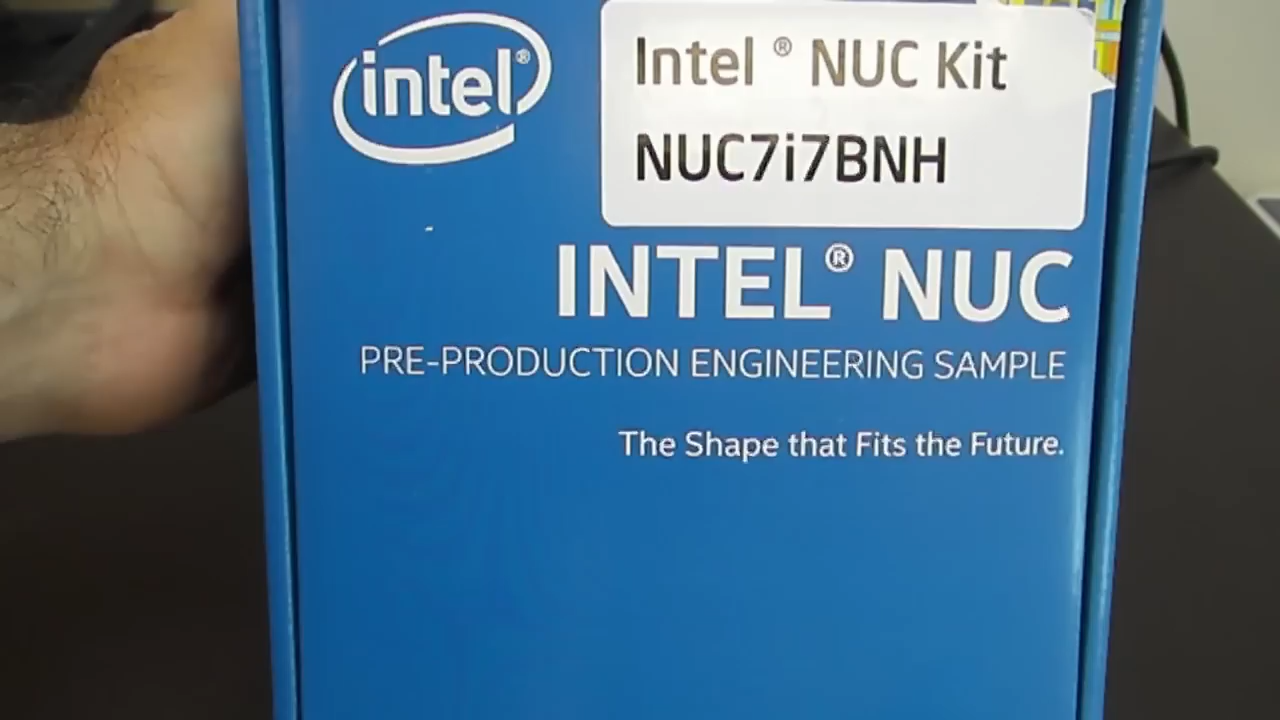 intel®
Intel ® NUC Kit
NUC7i7BNH
INTEL® NUC
PRE-PRODUCTION ENGINEERING SAMPLE
The Shape that Fits the Future.